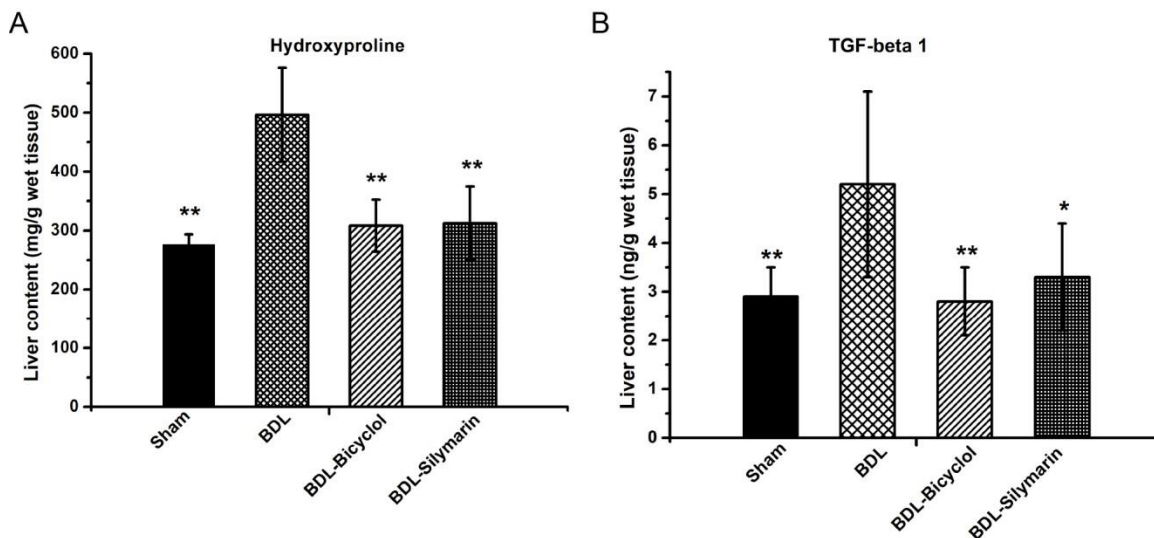 A
Hydroxyproline
Liver content (mg/g wet tissue)
600
500
400
300
200
100
0
**
**
**
Sham
BDL
BDL-Bicyclol
BDL-Silymarin
B
TGF-beta 1
Liver content (ng/g wet tissue)
7
6
5
4
3
2
1
0
**
**
*
Sham
BDL
BDL-Bicyclol
BDL-Silymarin